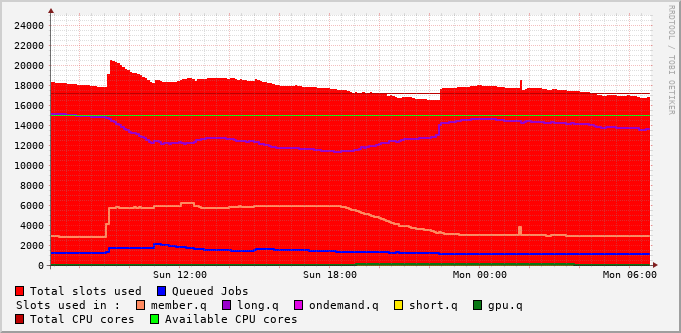 RRDTOOL / TOBI OETIKER
24000
22000
20000
18000
16000
14000
12000
10000
8000
6000
4000
2000
0
Sun 12:00 Sun 18:00 Mon 00:00 Mon 06:00
Total slots used Queued Jobs
Slots used in : member.q long.q ondemand.q short.q gpu.q
Total CPU cores Available CPU cores